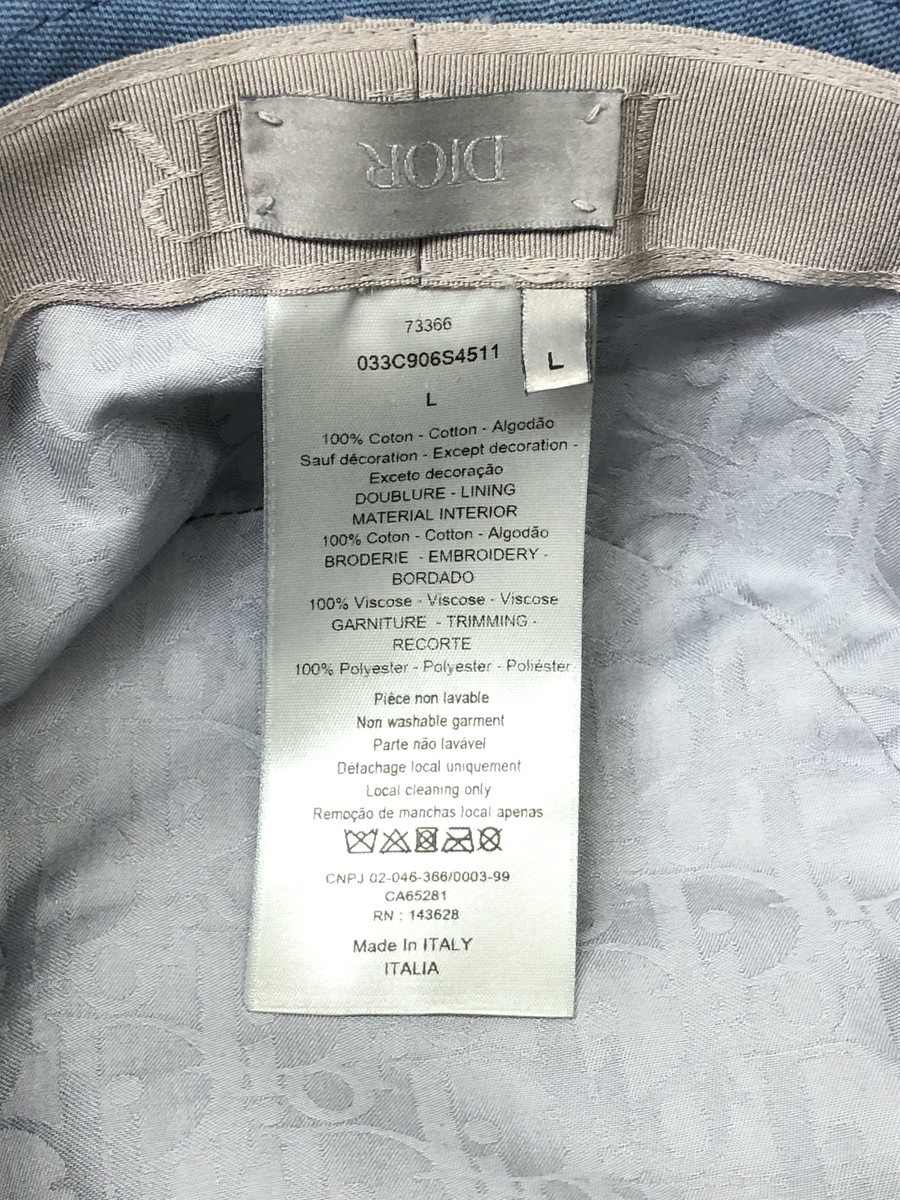 DIOR
R
73366
033C906S4511
L
L
100% Coton - Cotton - Algodão
Sauf décoration - Except decoration -
Exceto decoração
DOUBLURE - LINING
MATERIAL INTERIOR
100% Coton - Cotton - Algodão
BRODERIE - EMBROIDERY -
BORDADO
100% Viscose - Viscose - Viscose
GARNITURE - TRIMMING -
RECORTE
100% Polyester - Polyester - Poliéster
Pièce non lavable
Non washable garment
Parte não lavável
Détachage local uniquement
Local cleaning only
Remoção de manchas local apenas
CNPJ 02-046-366/0003-99
CA65281
RN : 143628
Made In ITALY
ITALIA